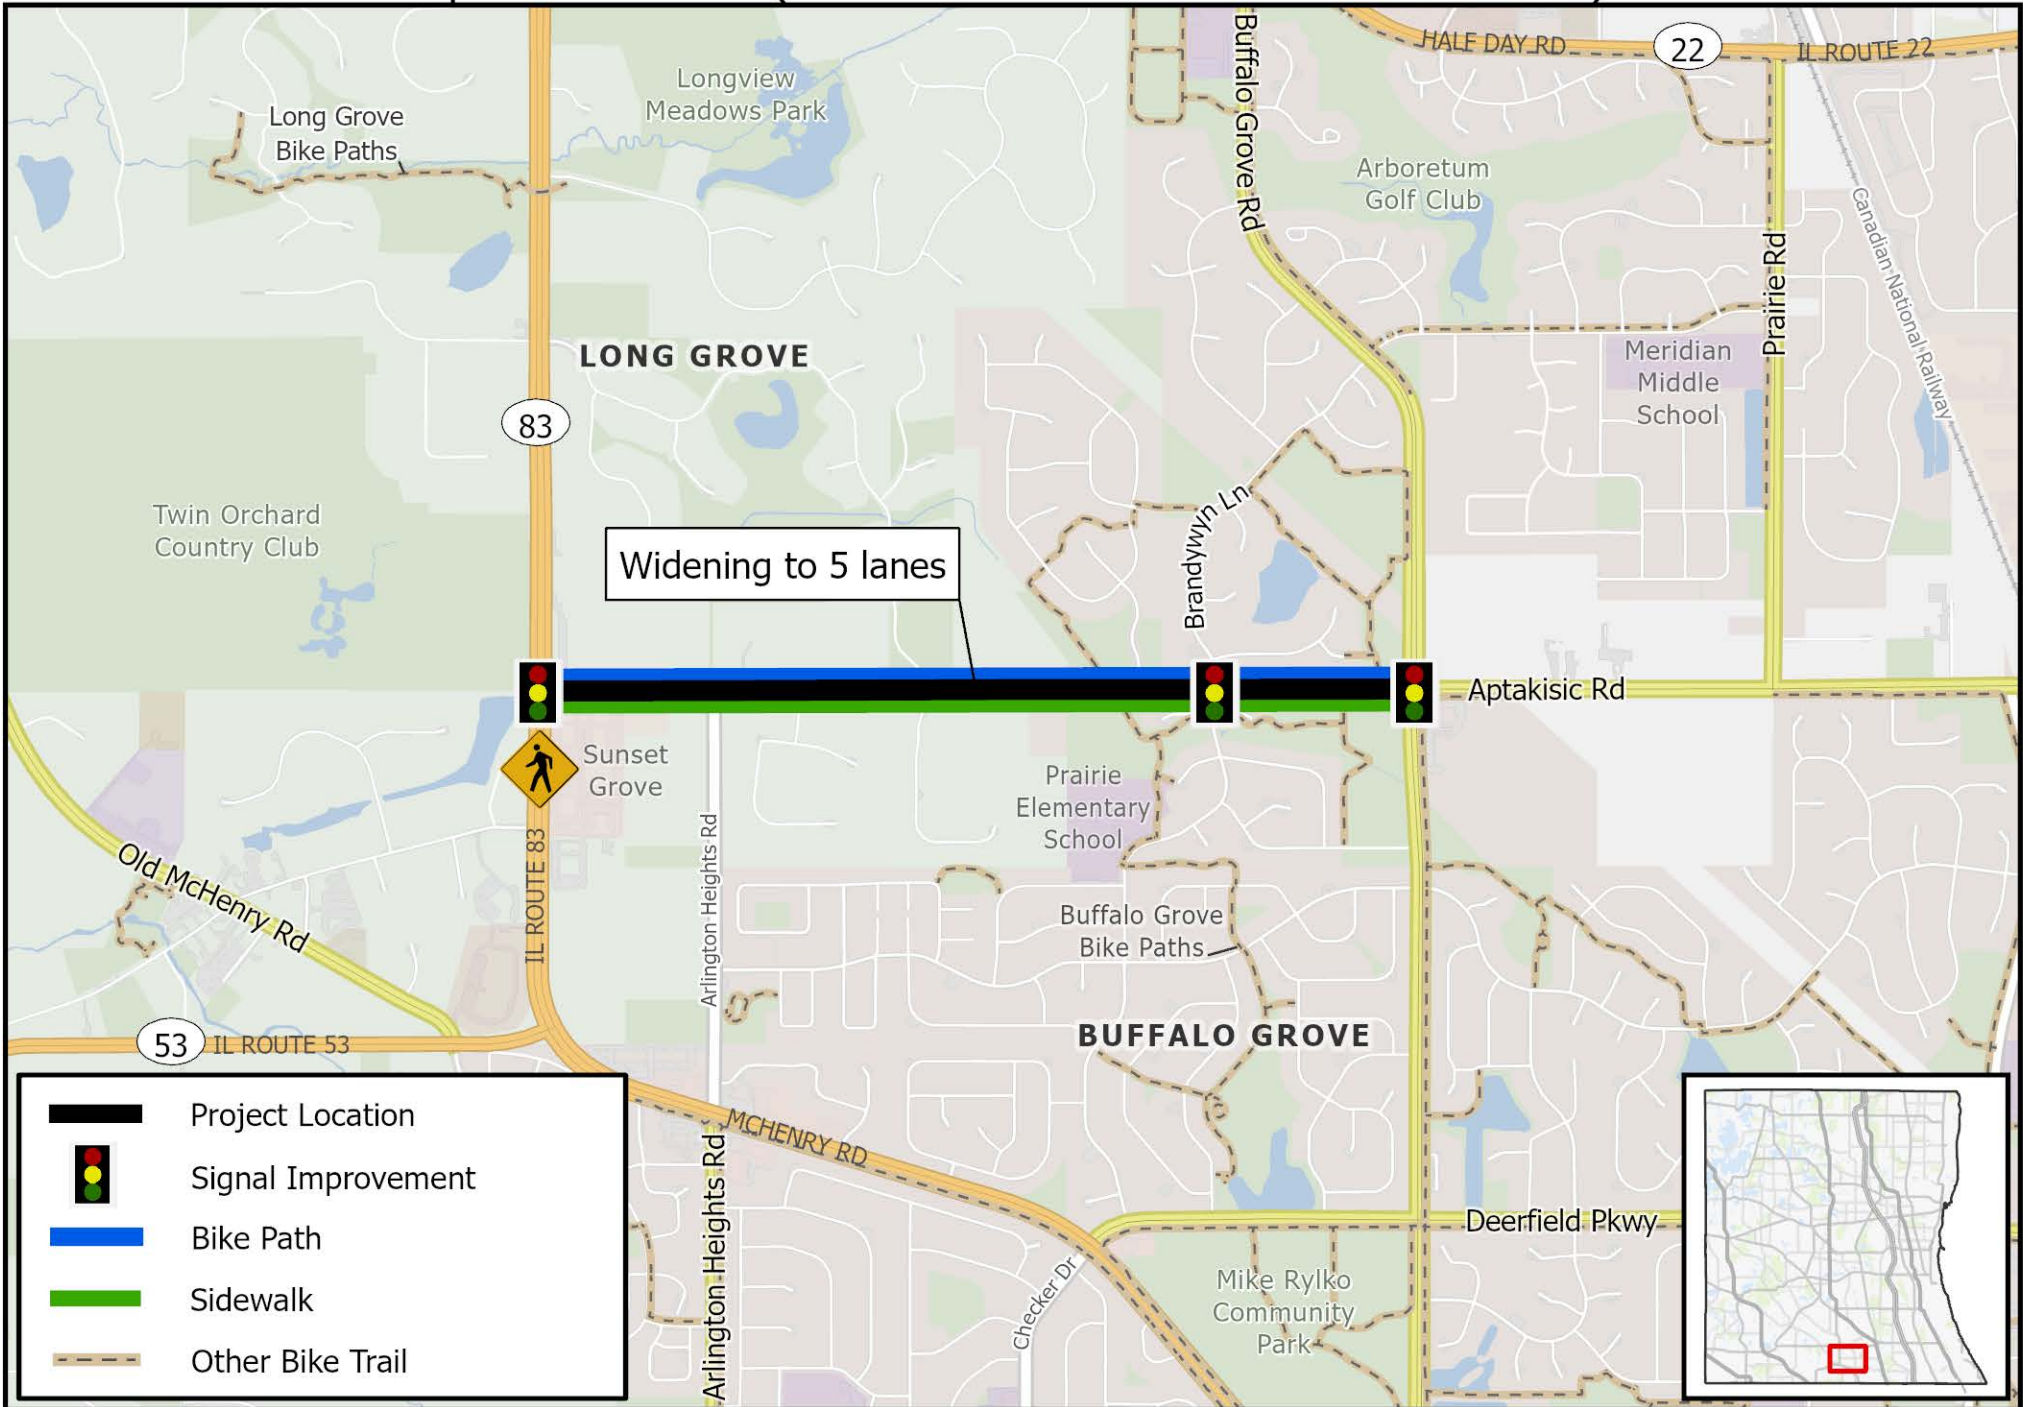 HALF DAY RD
22
IL ROUTE 22
Longview
Meadows Park
Long Grove
Bike Paths
Buffalo Grove Rd
Arboretum
Golf Club
Canadian National Railway
Prairie Rd
LONG GROVE
Meridian
Middle
School
83
Twin Orchard
Country Club
Brandywyn Ln
Widening to 5 lanes
Aptakisic Rd
Sunset
Grove
Prairie
Elementary
School
Old McHenry Rd
IL ROUTE 83
Arlington Heights Rd
Buffalo Grove
Bike Paths
BUFFALO GROVE
53
IL ROUTE 53
MCHENRY RD
Arlington Heights Rd
Deerfield Pkwy
Checker Dr
Mike Rylko
Community
Park
Project Location
Signal Improvement
Bike Path
Sidewalk
Other Bike Trail